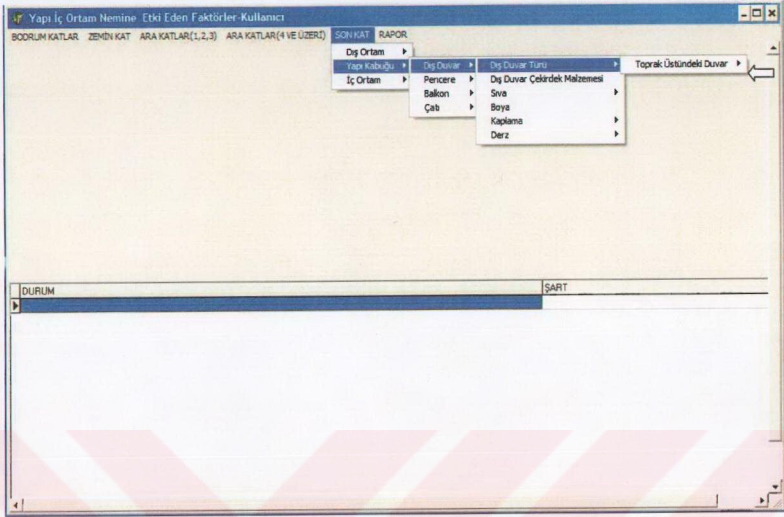 Yapı İç Ortam Nemine Etki Eden Faktörler-Kullanıcı
BODRUM KATLAR ZEMİN KAT ARA KATLAR(1,2,3) ARA KATLAR(4 VE ÜZERİ) SON KAT RAPOR
Dış Ortam
Yapı Kabuğu
İç Ortam
Dış Duvar
Pencere
Balkon
Çatı
Dış Duvar Türü
Dış Duvar Çekirdek Malzemesi
Sıva
Boya
Kaplama
Derz
Toprak Üstündeki Duvar
DURUM ŞART